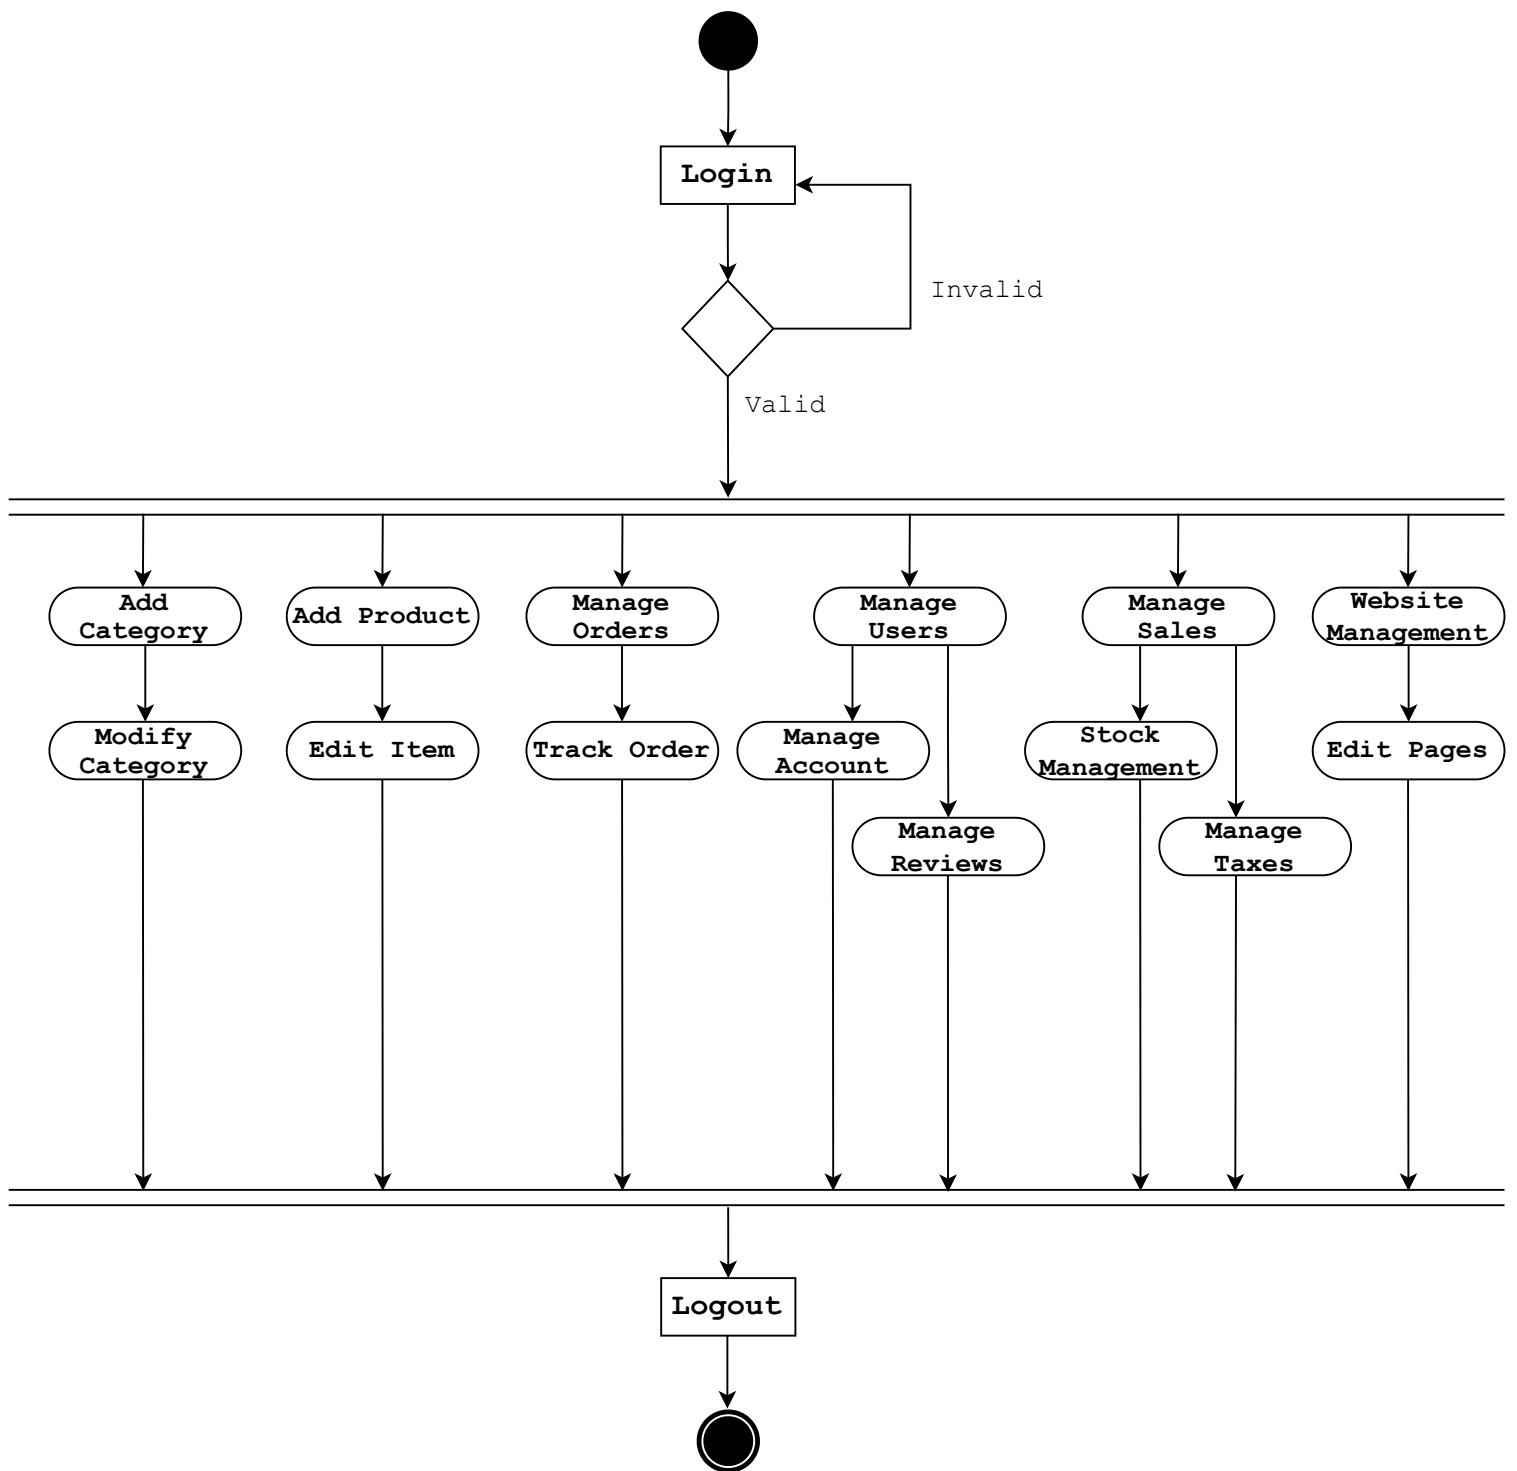 Login
Invalid
Valid
Add
Category
Add Product
Manage
Orders
Manage
Users
Manage
Sales
Website
Management
Modify
Category
Edit Item
Track Order
Manage
Account
Stock
Management
Edit Pages
Manage
Reviews
Manage
Taxes
Logout